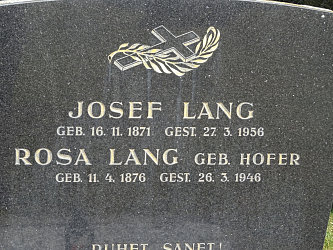 JOSEF LANG
GEB. 16. 11. 1871 GEST. 27. 3. 1956
ROSA LANG GEB. HOFER
GEB. 11. 4. 1876 GEST. 26. 3. 1946
RUHET SANFT!